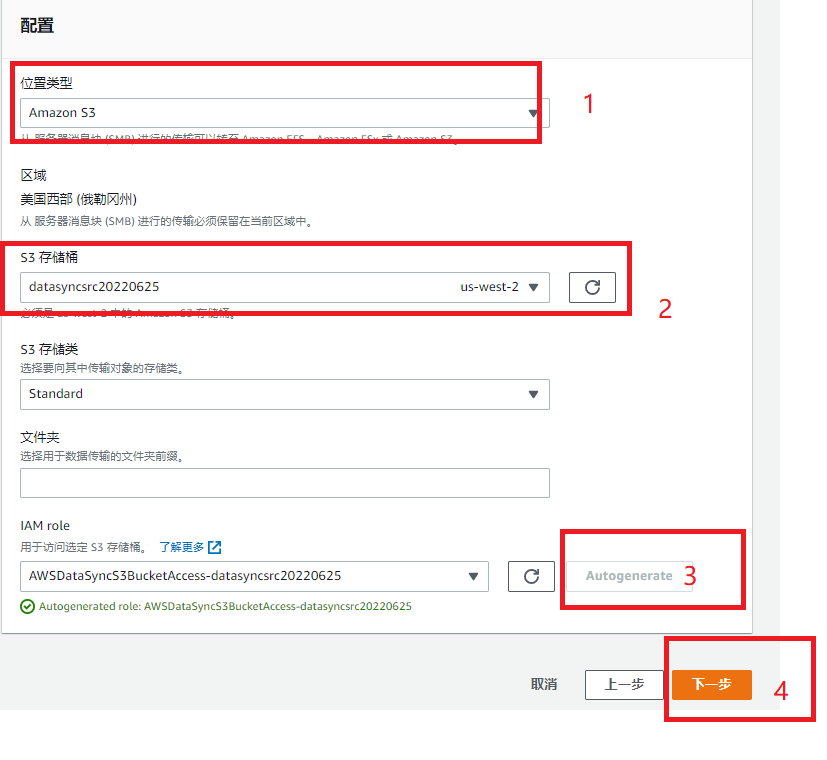 配置
位置类型
Amazon S3
1
从 服务器消息块 (SMB) 进行的传输可以转至 Amazon EFS、Amazon FSx 或 Amazon S3。
区域
美国西部 (俄勒冈州)
从 服务器消息块 (SMB) 进行的传输必须保留在当前区域中。
S3 存储桶
datasyncsrc20220625 us-west-2
2
必须是 us-west-2 中的 Amazon S3 存储桶。
S3 存储类
选择要向其中传输对象的存储类。
Standard
文件夹
选择用于数据传输的文件夹前缀。
IAM role
用于访问选定 S3 存储桶。 了解更多
AWSDataSyncS3BucketAccess-datasyncsrc20220625
Autogenerate 3
Autogenerated role: AWSDataSyncS3BucketAccess-datasyncsrc20220625
取消 上一步 下一步 4